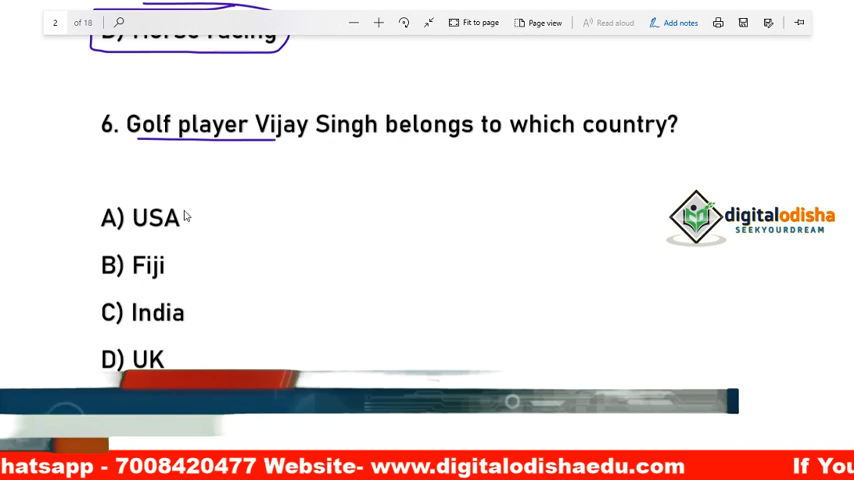 2 of 18 Fit to page Page view Read aloud Add notes
D) Horse racing
6. Golf player Vijay Singh belongs to which country?
A) USA
digitalodisha
SEEKYOURDREAM
B) Fiji
C) India
D) UK
hatsapp - 7008420477 Website- www.digitalodishaedu.com If You